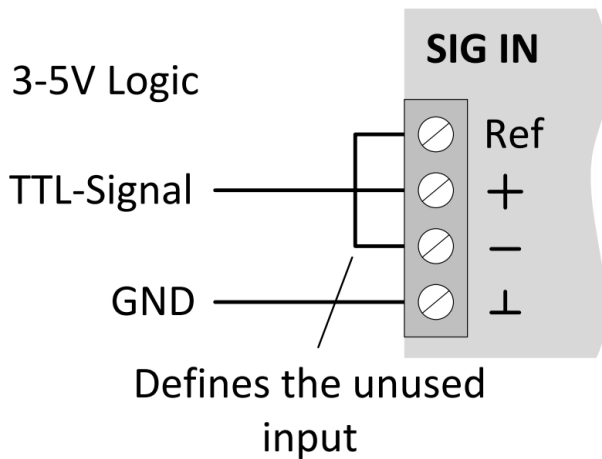 SIG IN
3-5V Logic
Ref
TTL-Signal
+
−
GND
⊥
Defines the unused
input